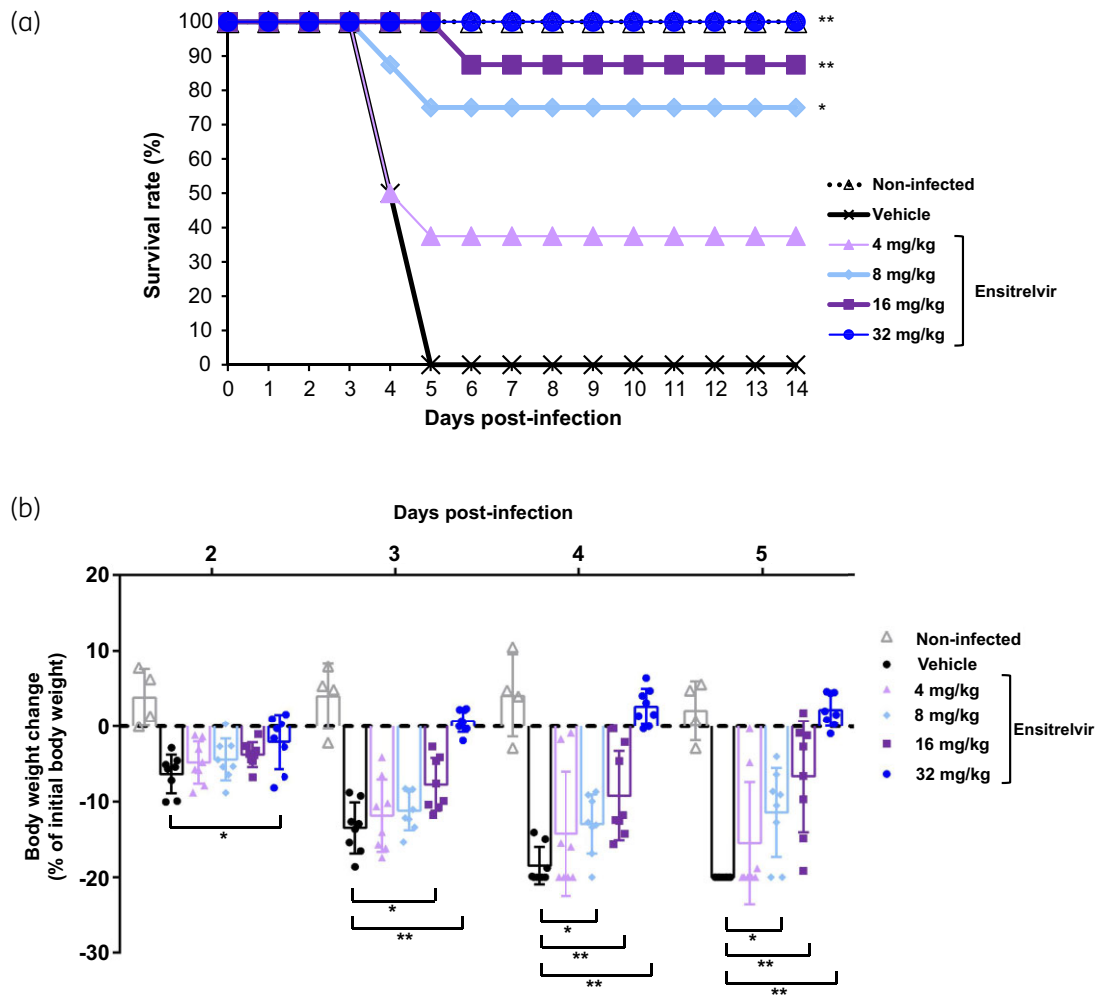 (a)
100
90
80
70
60
50
40
30
20
10
0
Survival rate (%)
0 1 2 3 4 5 6 7 8 9 10 11 12 13 14
Days post-infection
**
**
*
Non-infected
Vehicle
4 mg/kg
8 mg/kg
16 mg/kg
32 mg/kg
Ensitrelvir
(b)
Days post-infection
2 3 4 5
20
10
0
-10
-20
-30
Body weight change
(% of initial body weight)
*
*
**
*
**
**
*
**
**
Non-infected
Vehicle
4 mg/kg
8 mg/kg
16 mg/kg
32 mg/kg
Ensitrelvir